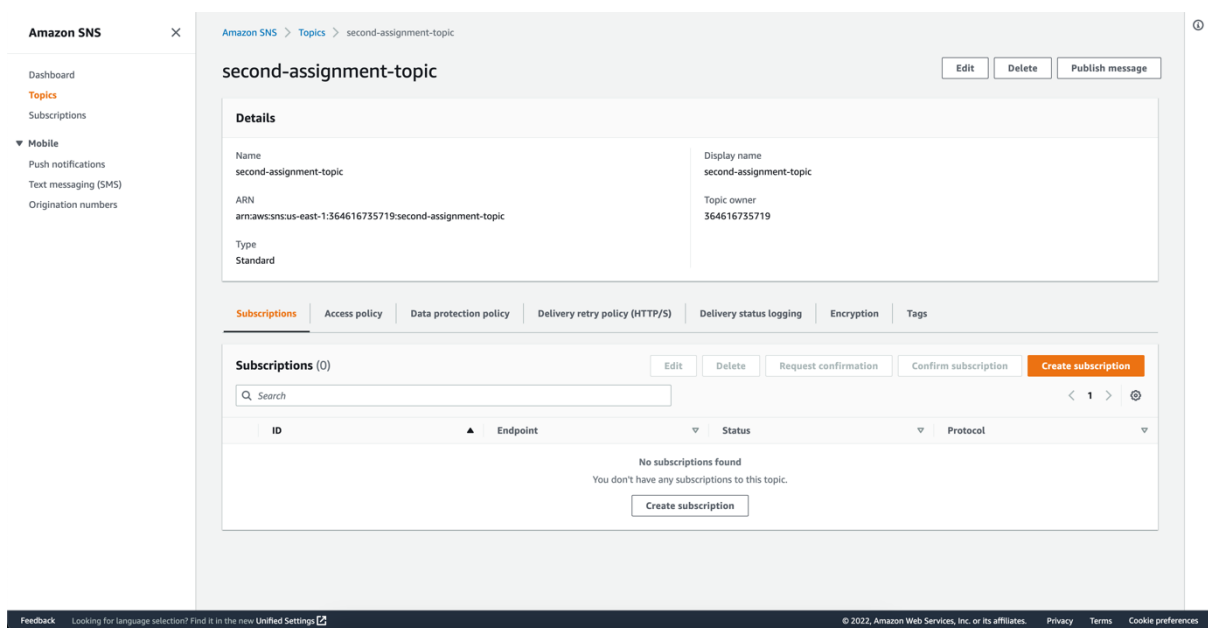 Amazon SNS
Dashboard
Topics
Subscriptions
Mobile
Push notifications
Text messaging (SMS)
Origination numbers
Amazon SNS > Topics > second-assignment-topic
second-assignment-topic
Edit Delete Publish message
Details
Name
second-assignment-topic
ARN
arn:aws:sns:us-east-1:364616735719:second-assignment-topic
Type
Standard
Display name
second-assignment-topic
Topic owner
364616735719
Subscriptions Access policy Data protection policy Delivery retry policy (HTTP/S) Delivery status logging Encryption Tags
Subscriptions (0)
Edit Delete Request confirmation Confirm subscription Create subscription
Search
1
ID Endpoint Status Protocol
No subscriptions found
You don't have any subscriptions to this topic.
Create subscription
Feedback Looking for language selection? Find it in the new Unified Settings © 2022, Amazon Web Services, Inc. or its affiliates. Privacy Terms Cookie preferences